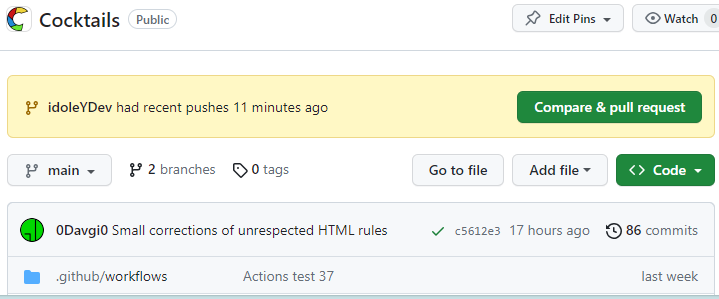 Cocktails Public Edit Pins Watch 0
idoleYDev had recent pushes 11 minutes ago Compare & pull request
main 2 branches 0 tags Go to file Add file <> Code
0Davgi0 Small corrections of unrespected HTML rules c5612e3 17 hours ago 86 commits
.github/workflows Actions test 37 last week